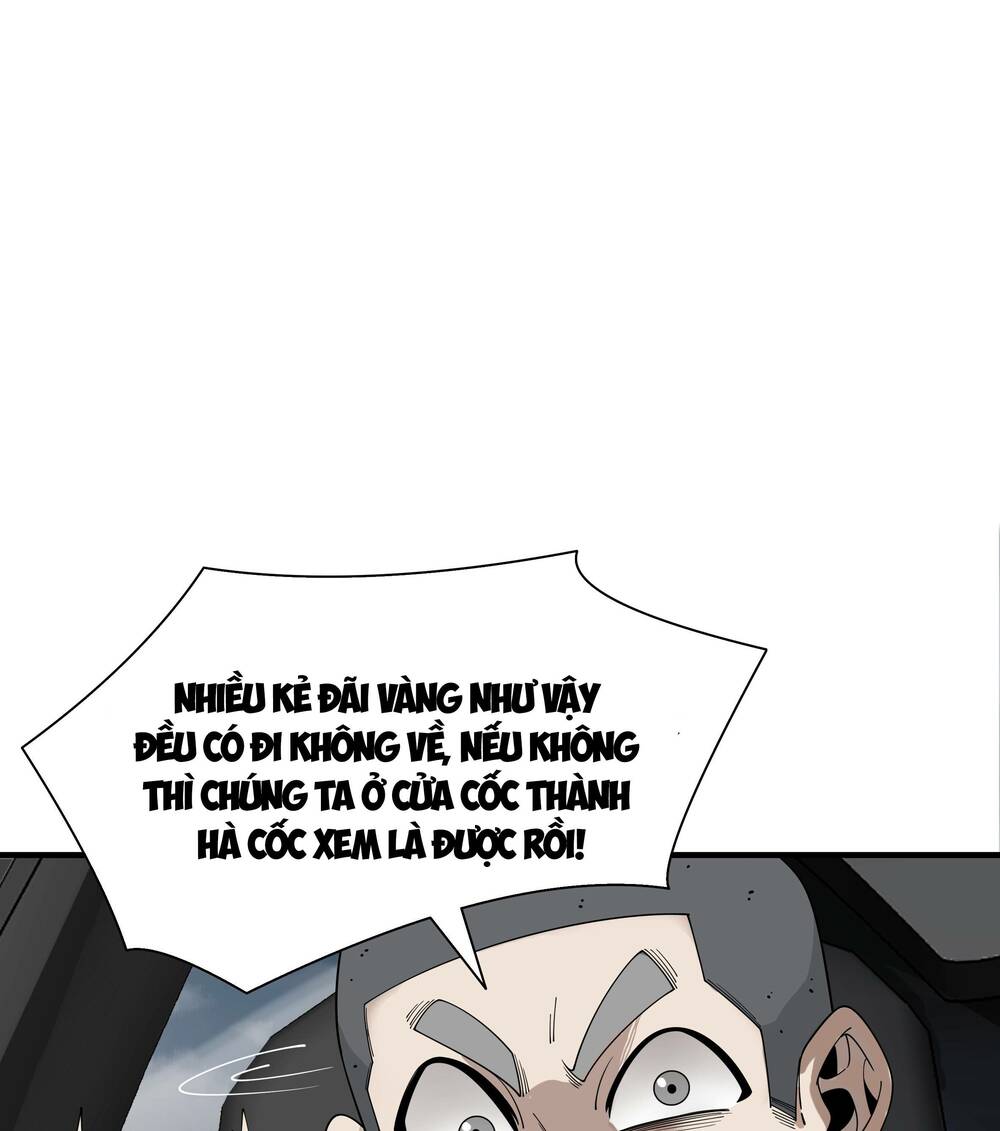 NHIỀU KẺ ĐÃI VÀNG NHƯ VẬY
ĐỀU CÓ ĐI KHÔNG VỀ, NẾU KHÔNG
THÌ CHÚNG TA Ở CỬA CỐC THÀNH
HÀ CỐC XEM LÀ ĐƯỢC RỒI!